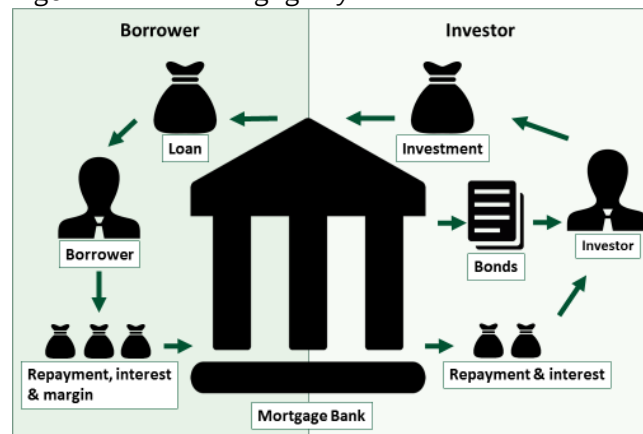 Borrower
Investor
Loan
Investment
Borrower
Investor
Bonds
Repayment, interest
& margin
Repayment & interest
Mortgage Bank